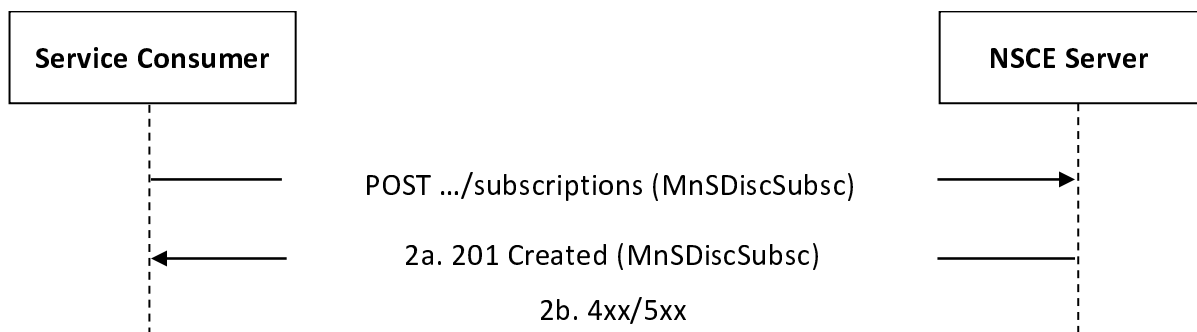 Service Consumer
NSCE Server
POST .../subscriptions (MnSDiscSubsc)
2a. 201 Created (MnSDiscSubsc)
2b. 4xx/5xx